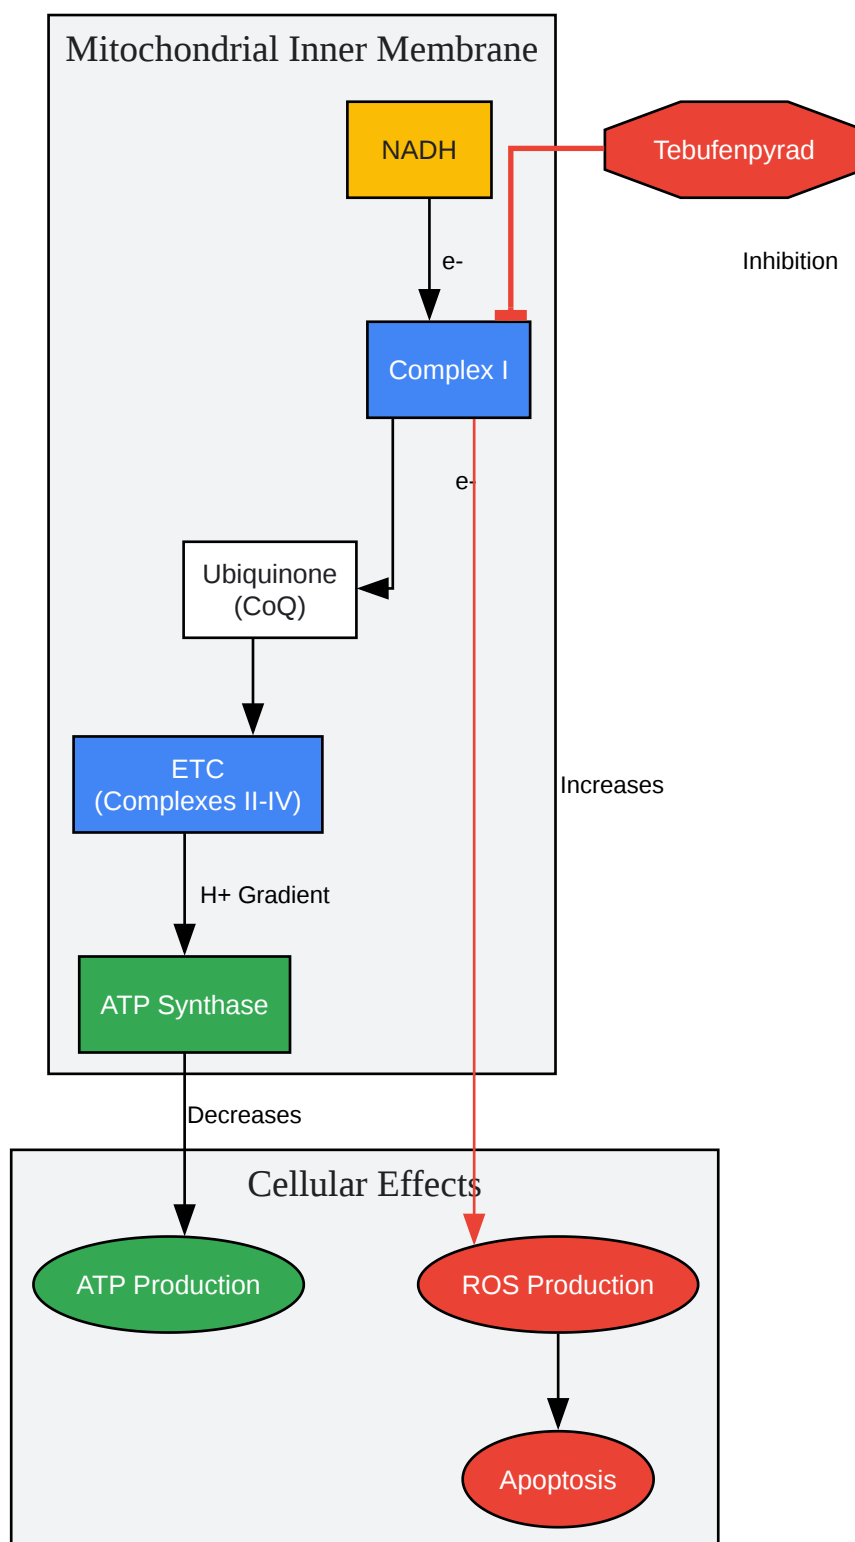 Mitochondrial Inner Membrane
NADH
Tebufenpyrad
e-
Inhibition
Complex I
e-
Ubiquinone
(CoQ)
ETC
(Complexes II-IV)
Increases
H+ Gradient
ATP Synthase
Decreases
Cellular Effects
ATP Production
ROS Production
Apoptosis